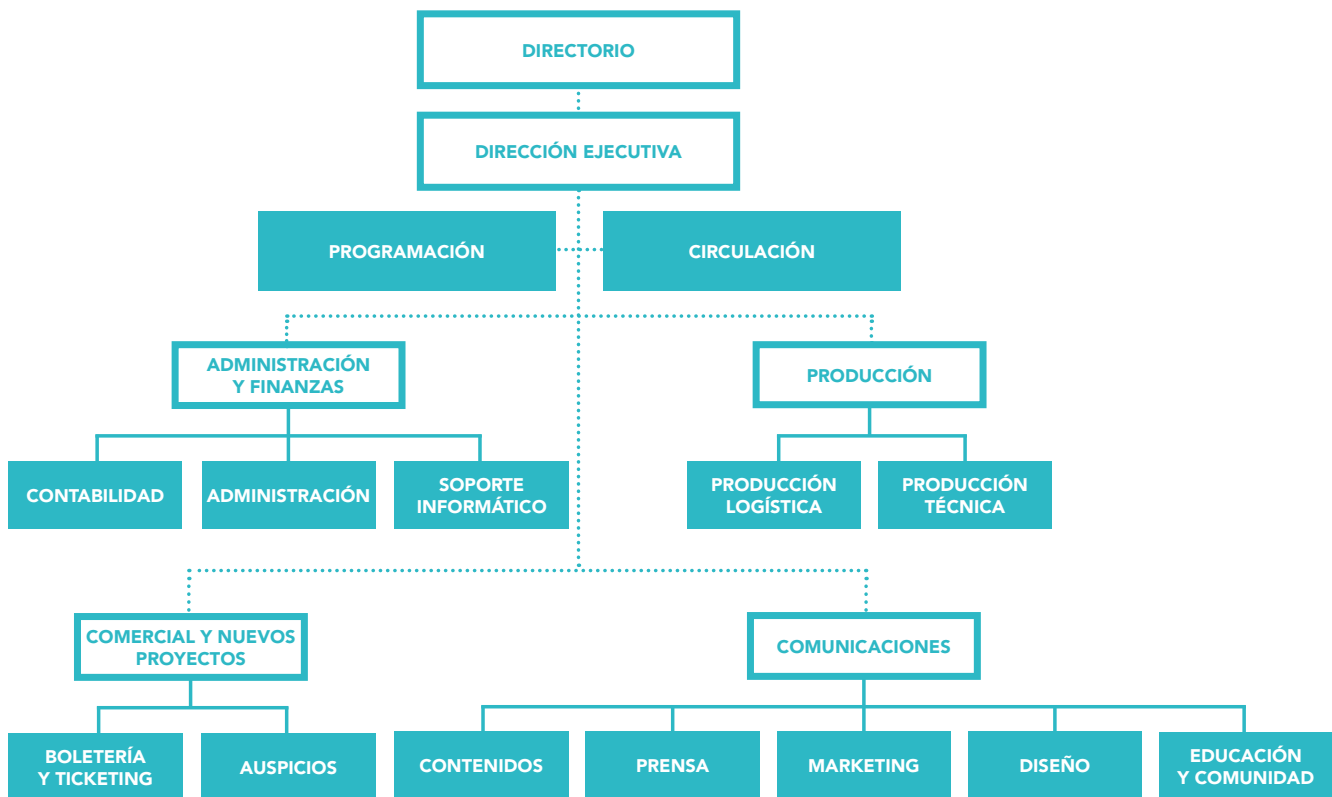 DIRECTORIO
DIRECCIÓN EJECUTIVA
PROGRAMACIÓN
CIRCULACIÓN
ADMINISTRACIÓN
Y FINANZAS
PRODUCCIÓN
CONTABILIDAD
ADMINISTRACIÓN
SOPORTE
INFORMÁTICO
PRODUCCIÓN
LOGÍSTICA
PRODUCCIÓN
TÉCNICA
COMERCIAL Y NUEVOS
PROYECTOS
COMUNICACIONES
BOLETERÍA
Y TICKETING
AUSPICIOS
CONTENIDOS
PRENSA
MARKETING
DISEÑO
EDUCACIÓN
Y COMUNIDAD